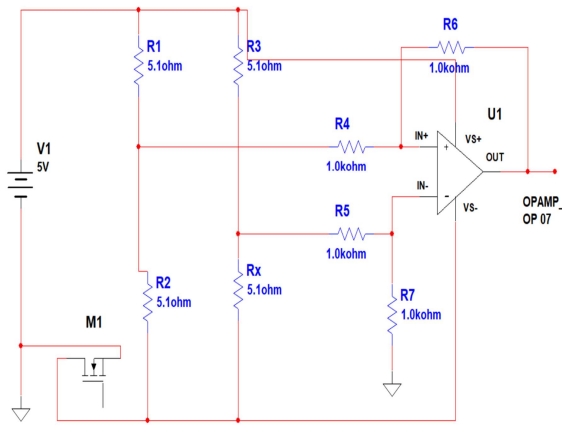 R1
5.1ohm
R3
5.1ohm
R6
1.0kohm
U1
V1
5V
R4
1.0kohm
IN+
VS+
+
OUT
IN-
-
VS-
OPAMP_
OP 07
R5
1.0kohm
R2
5.1ohm
Rx
5.1ohm
R7
1.0kohm
M1